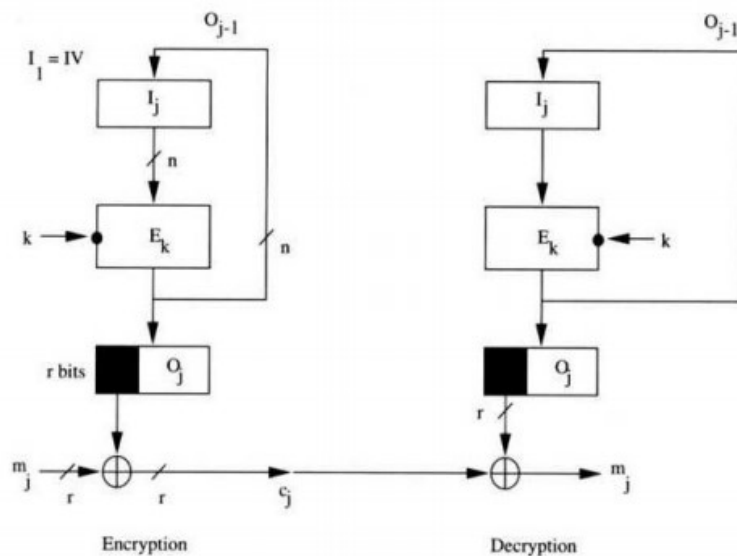 O_{j-1}
I_1 = IV
I_j
n
k
E_k
n
r bits
O_j
m_j
r
r
c_j
Encryption
O_{j-1}
I_j
E_k
k
O_j
r
m_j
Decryption